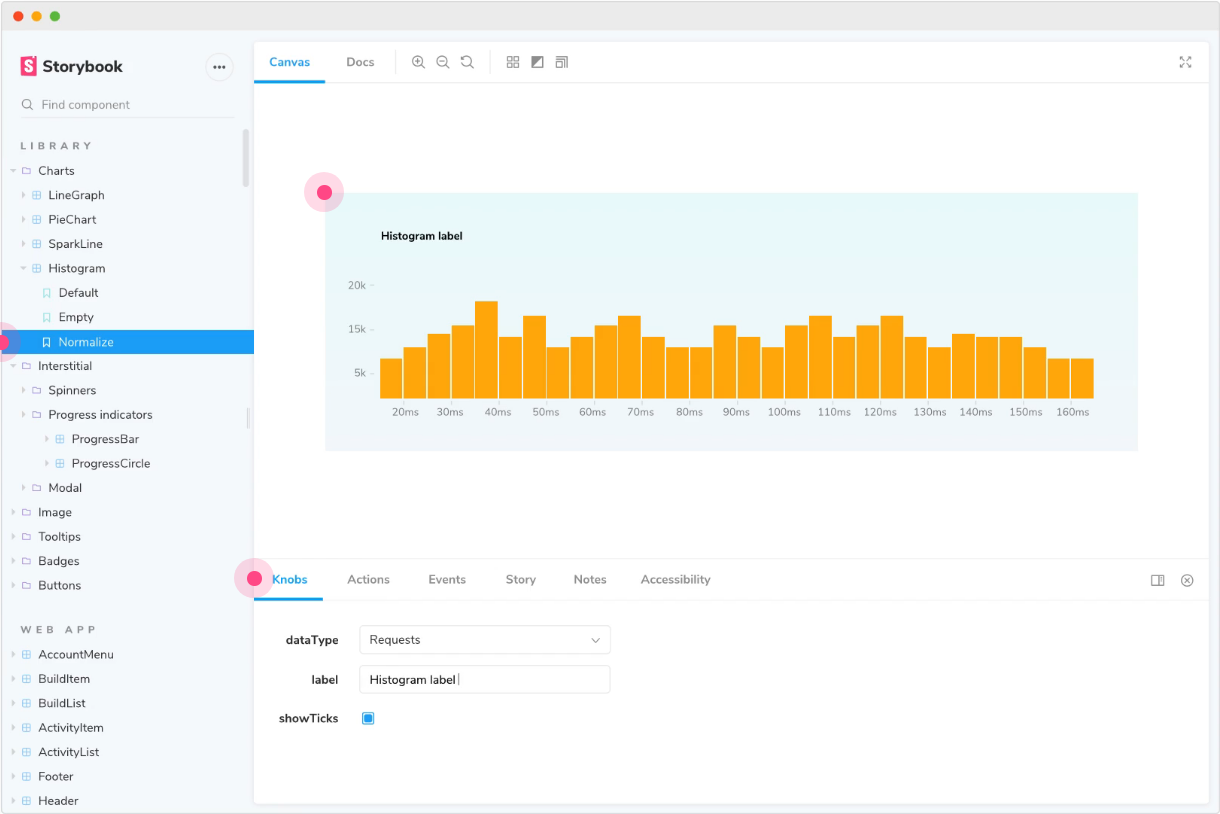 Storybook
Find component
LIBRARY
Charts
LineGraph
PieChart
SparkLine
Histogram
Default
Empty
Normalize
Interstitial
Spinners
Progress indicators
ProgressBar
ProgressCircle
Modal
Image
Tooltips
Badges
Buttons
WEB APP
AccountMenu
BuildItem
BuildList
ActivityItem
ActivityList
Footer
Header
Canvas Docs
Histogram label
20k
15k
5k
20ms 30ms 40ms 50ms 60ms 70ms 80ms 90ms 100ms 110ms 120ms 130ms 140ms 150ms 160ms
Knobs Actions Events Story Notes Accessibility
dataType Requests
label Histogram label
showTicks